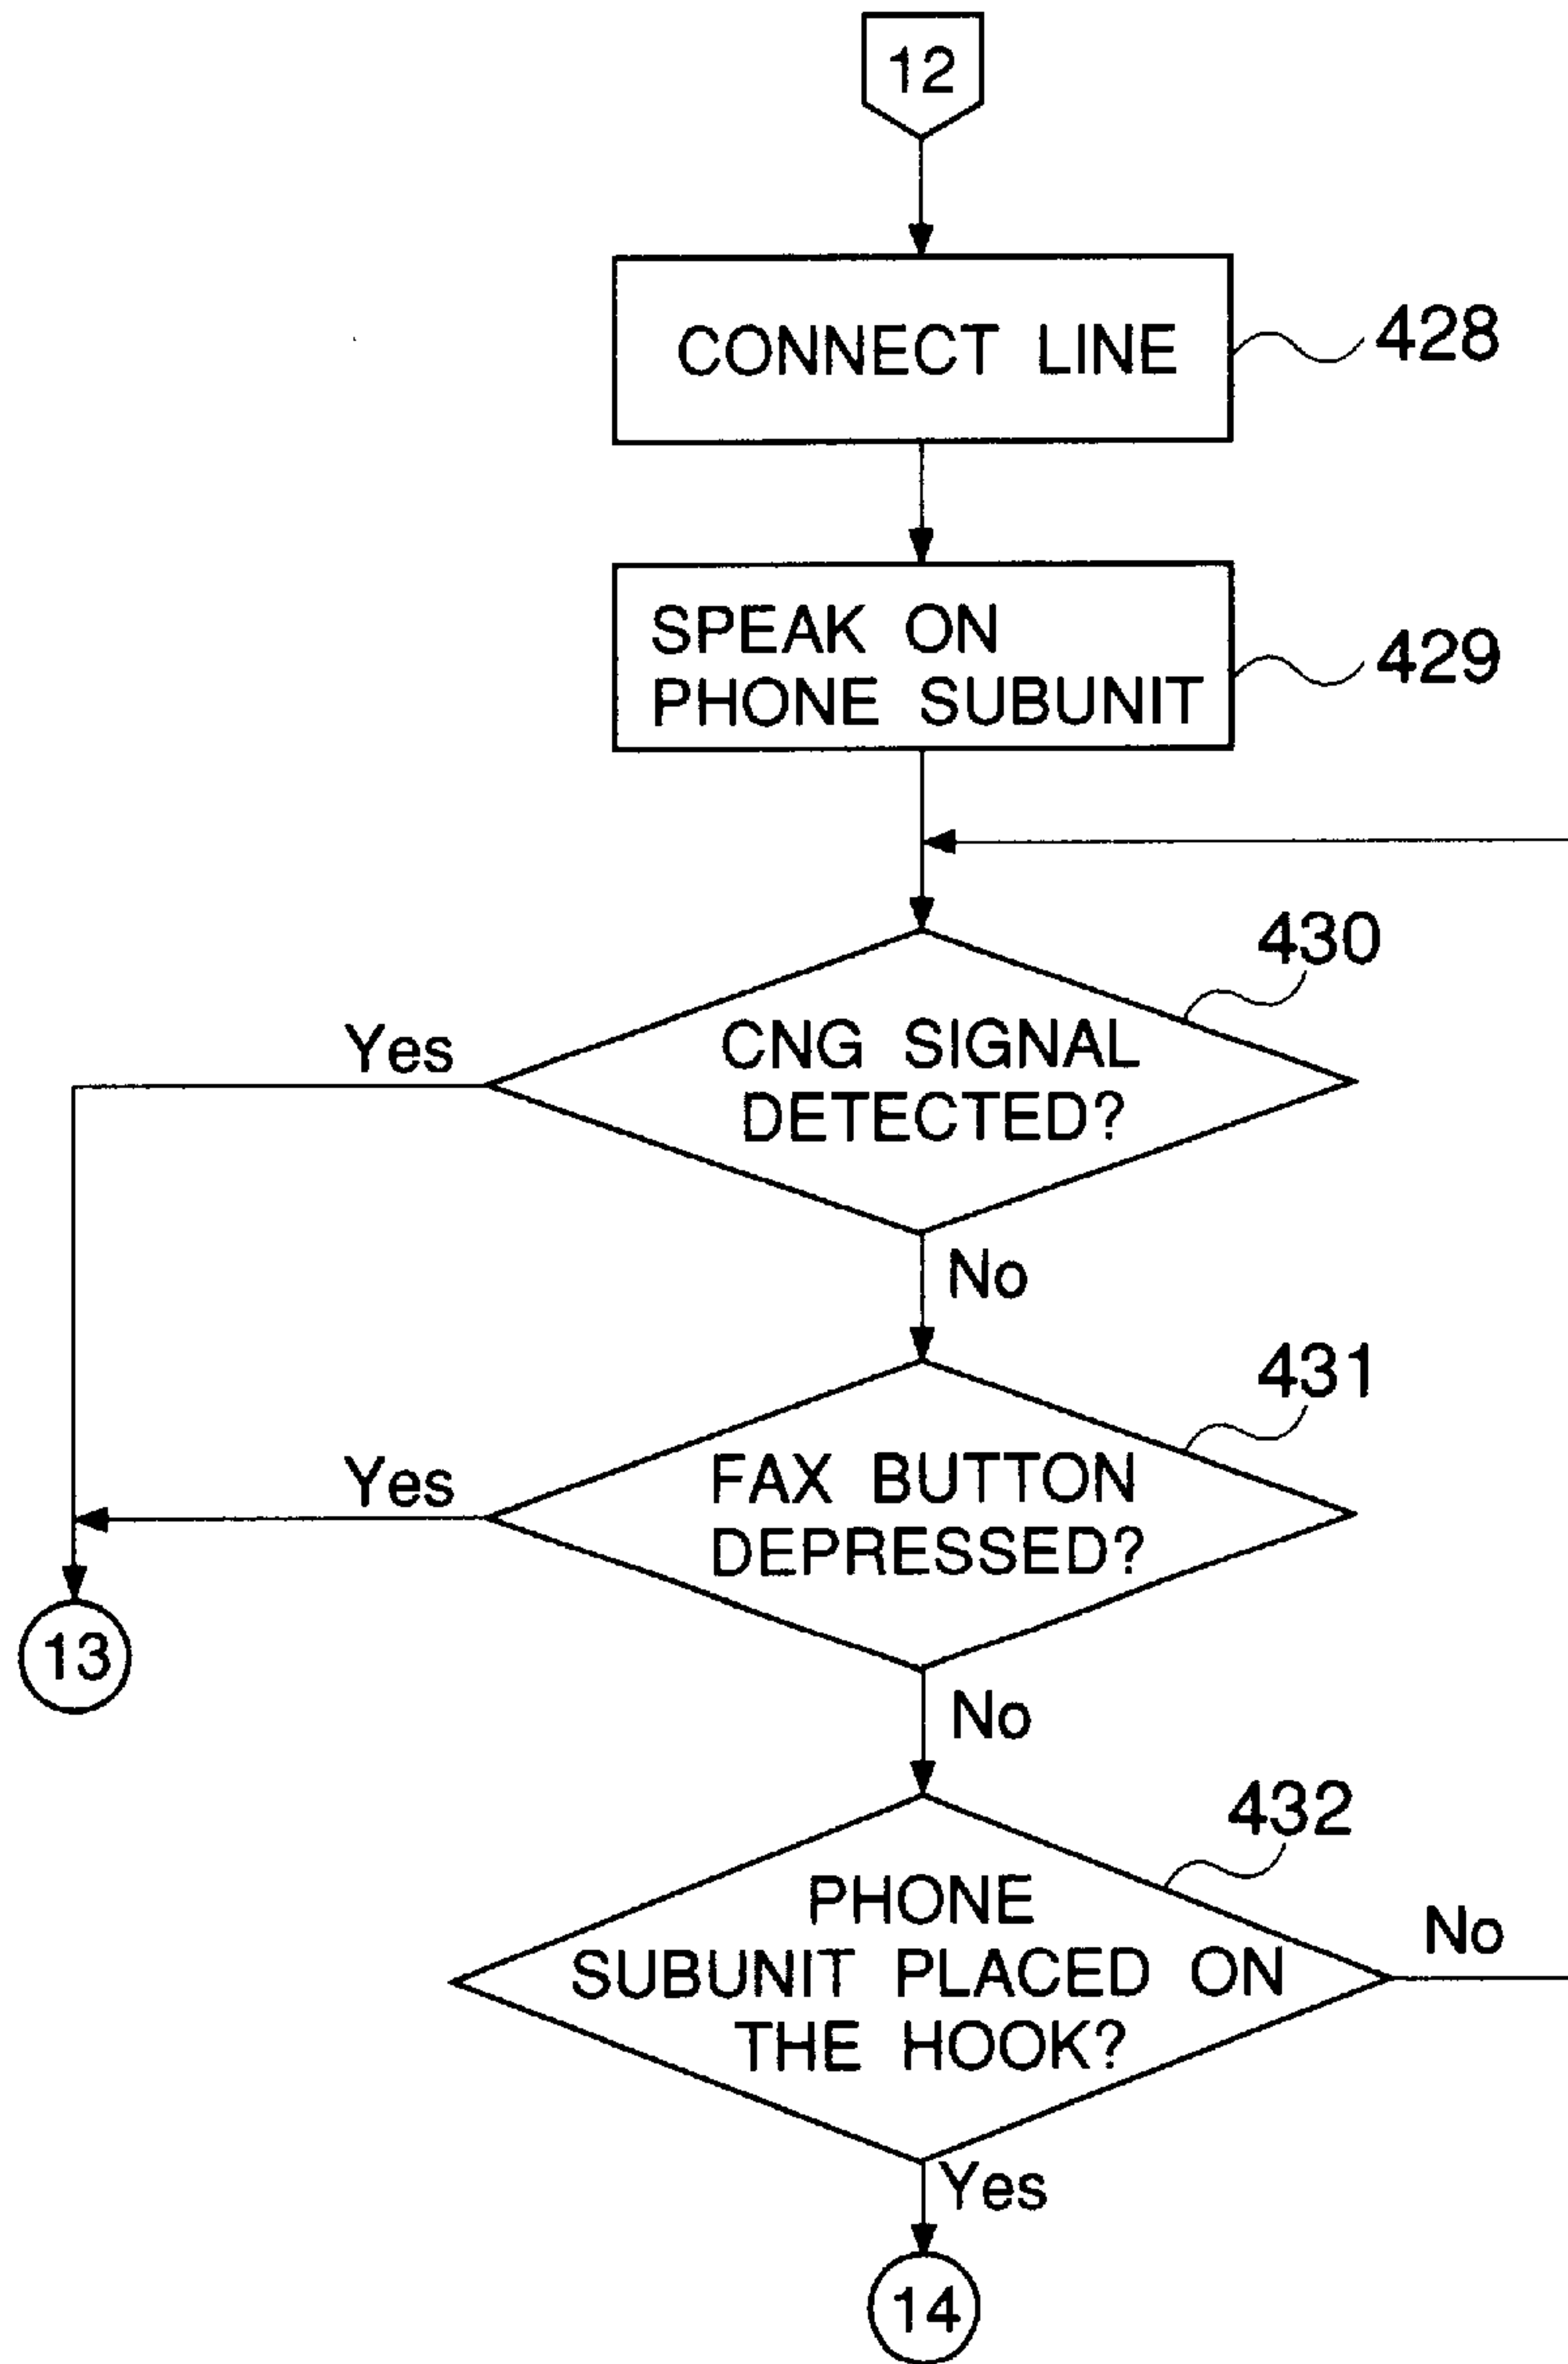 12
CONNECT LINE
428
SPEAK ON
PHONE SUBUNIT
429
430
Yes
CNG SIGNAL
DETECTED?
No
431
Yes
FAX BUTTON
DEPRESSED?
13
No
432
PHONE
SUBUNIT PLACED ON
THE HOOK?
No
Yes
14